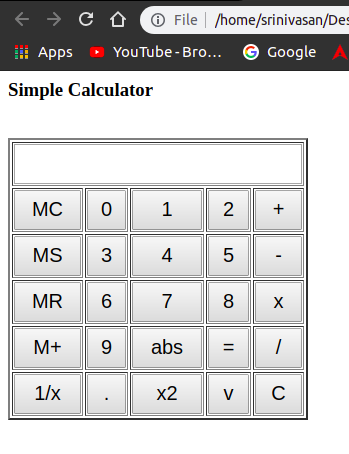 File | /home/srinivasan/Des
Apps YouTube - Bro... Google
Simple Calculator
MC 0 1 2 +
MS 3 4 5 -
MR 6 7 8 x
M+ 9 abs = /
1/x . x2 v C